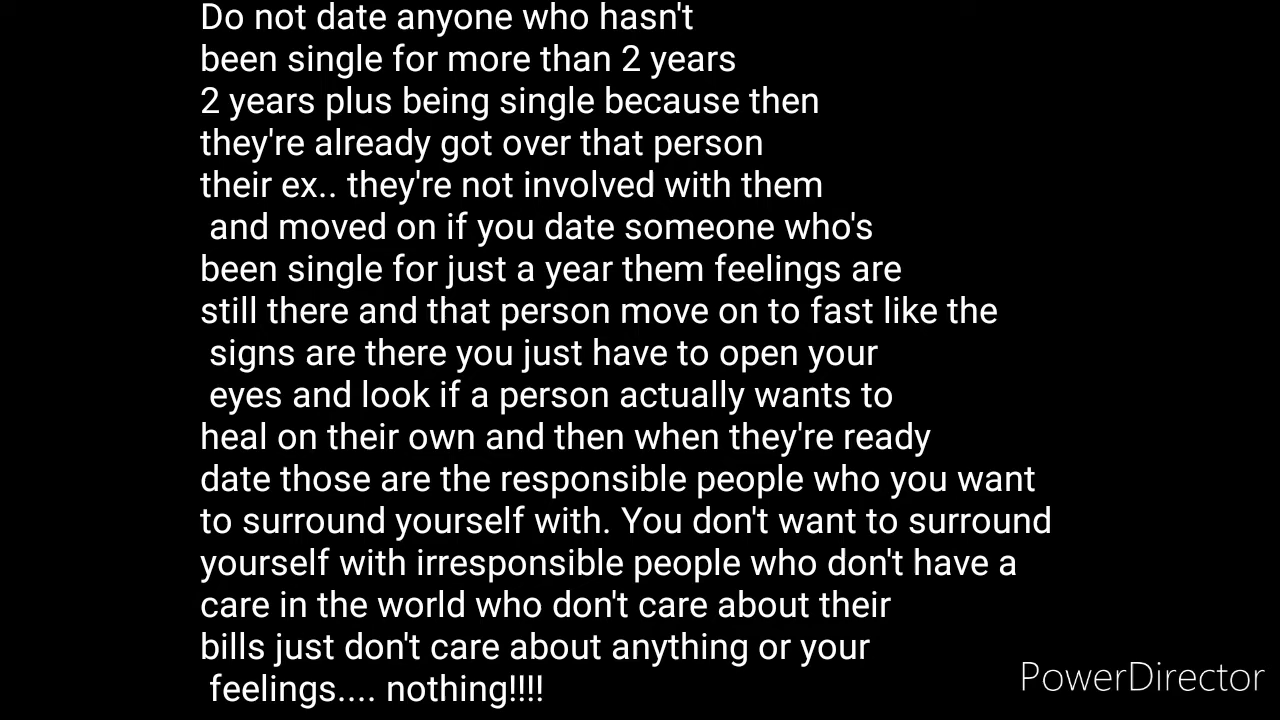 Do not date anyone who hasn't
been single for more than 2 years
2 years plus being single because then
they're already got over that person
their ex.. they're not involved with them
and moved on if you date someone who's
been single for just a year them feelings are
still there and that person move on to fast like the
signs are there you just have to open your
eyes and look if a person actually wants to
heal on their own and then when they're ready
date those are the responsible people who you want
to surround yourself with. You don't want to surround
yourself with irresponsible people who don't have a
care in the world who don't care about their
bills just don't care about anything or your
feelings.... nothing!!!!
PowerDirector